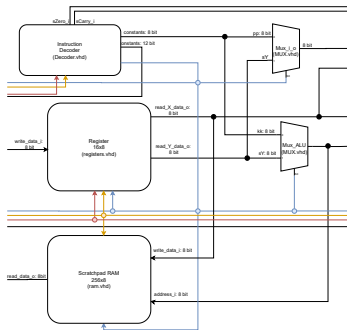 sZero_i sCarry_i
Instruction
Decoder
(Decoder.vhd)
constants: 8 bit
constants: 12 bit
pp: 8 bit
sY
Mux_i_o
(MUX.vhd)
8 bit
Register
16x8
(registers.vhd)
write_data_i:
8 bit
read_X_data_o:
8 bit
read_Y_data_o:
8 bit
kk: 8 bit
sY: 8 bit
Mux_ALU
(MUX.vhd)
Scratchpad RAM
256x8
(ram.vhd)
read_data_o: 8bit
write_data_i: 8 bit
address_i: 8 bit